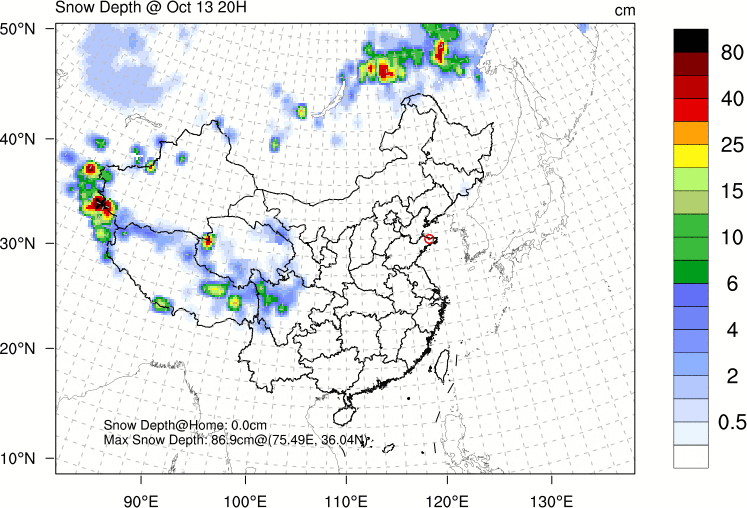 Snow Depth @ Oct 13 20H
cm
50°N
40°N
30°N
20°N
10°N
90°E
100°E
110°E
120°E
130°E
80
40
25
15
10
6
4
2
0.5
Snow Depth@Home: 0.0cm
Max Snow Depth: 86.9cm@(75.49E, 36.04N)